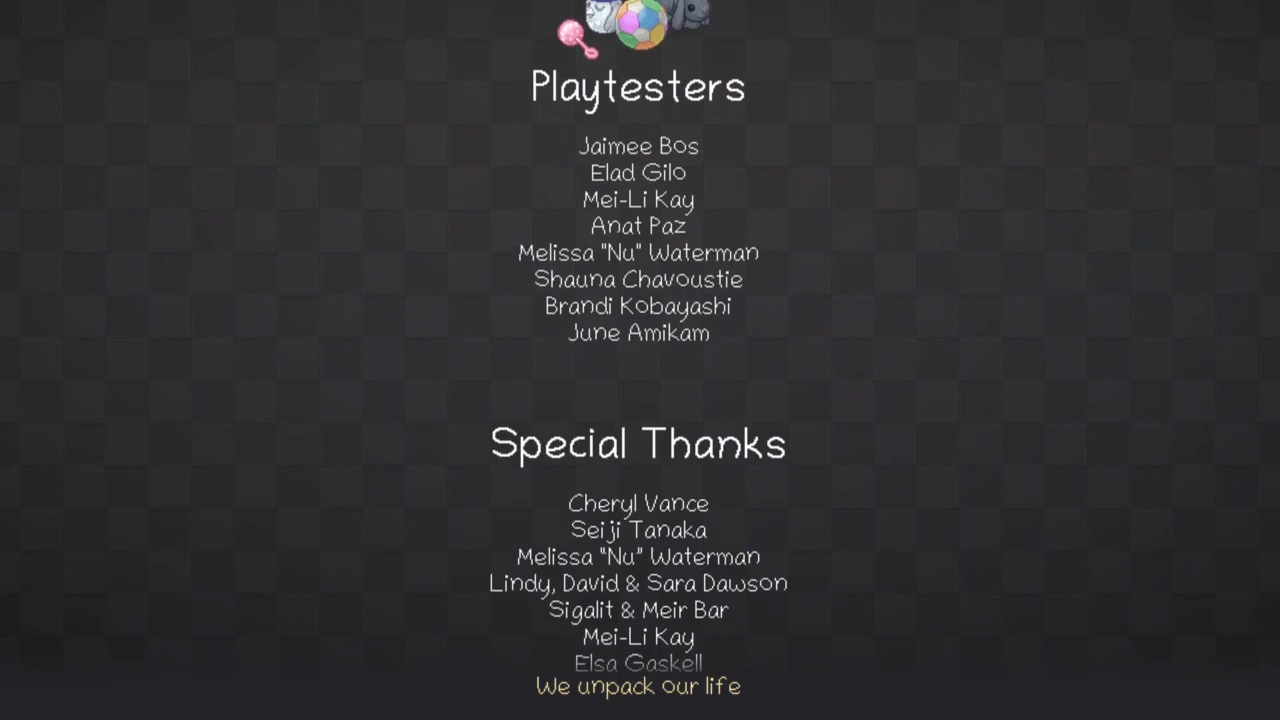 Playtesters
Jaimee Bos
Elad Gilo
Mei-Li Kay
Anat Paz
Melissa "Nu" Waterman
Shauna Chavoustie
Brandi Kobayashi
June Amikam
Special Thanks
Cheryl Vance
Seiji Tanaka
Melissa "Nu" Waterman
Lindy, David & Sara Dawson
Sigalit & Meir Bar
Mei-Li Kay
Elsa Gaskell
We unpack our life